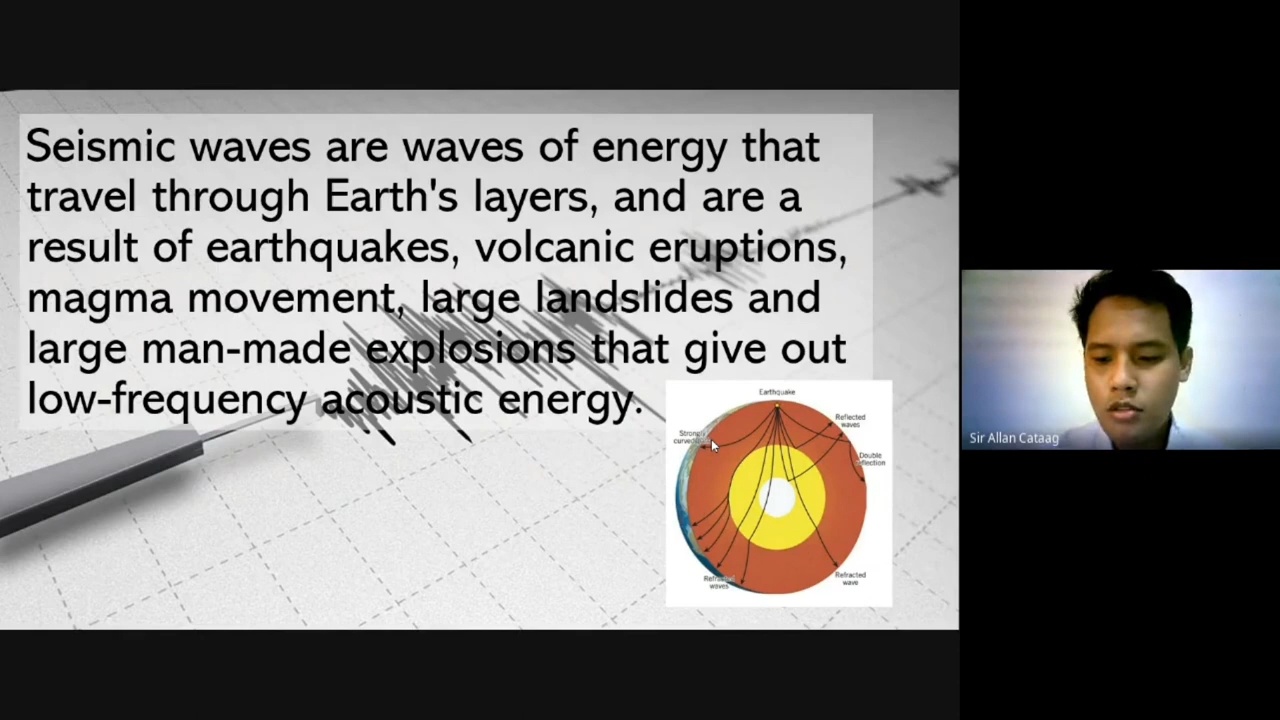 Seismic waves are waves of energy that
travel through Earth's layers, and are a
result of earthquakes, volcanic eruptions,
magma movement, large landslides and
large man-made explosions that give out
low-frequency acoustic energy.
Earthquake
Reflected
waves
Strong
curved
Double
reflection
Refracted
waves
Refracted
wave
Sir Allan Cataag